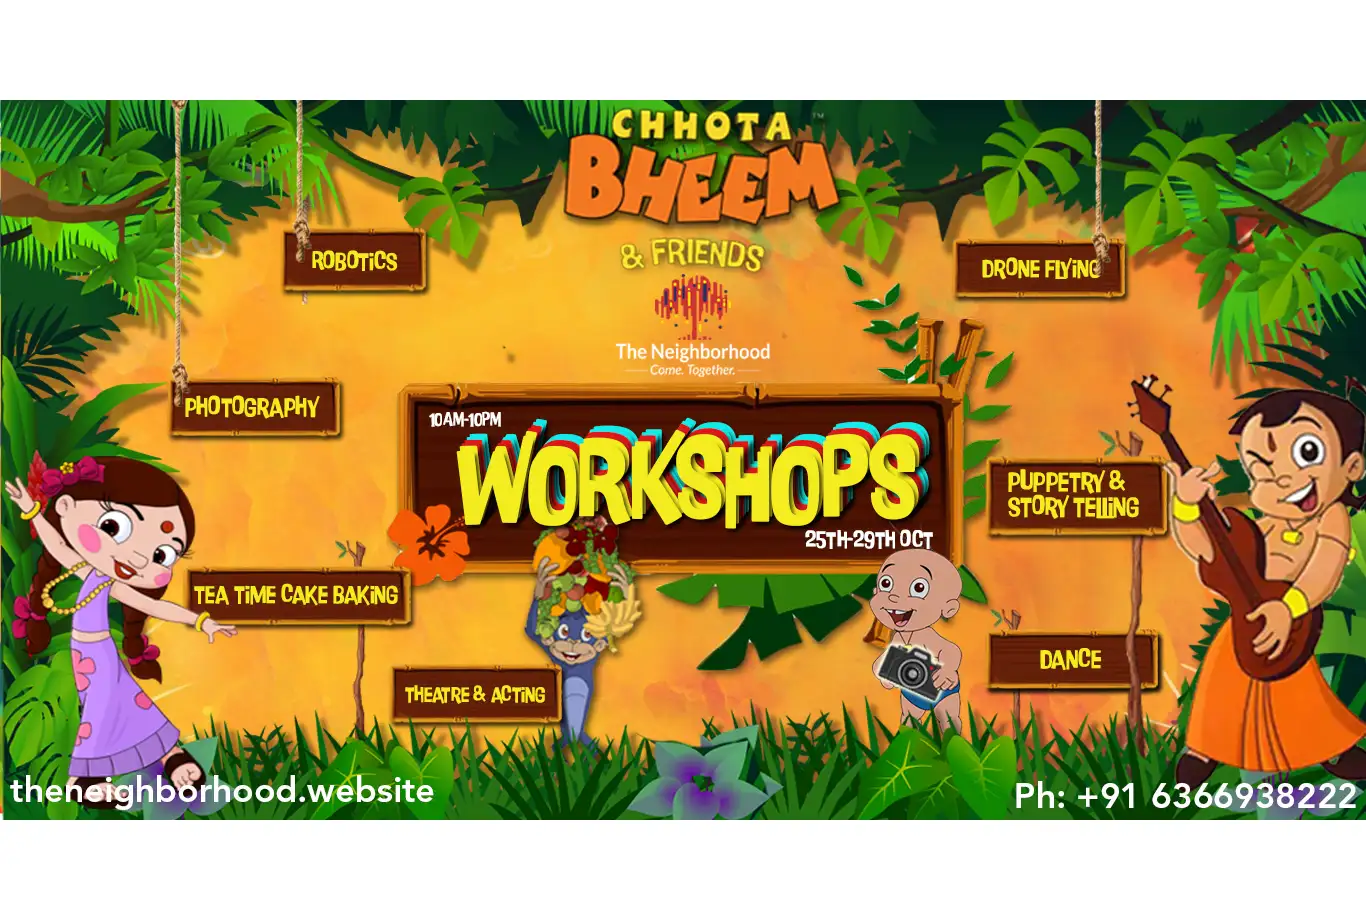 CHHOTA
BHEEM™
& FRIENDS
The Neighborhood
Come. Together.
ROBOTICS
DRONE FLYING
PHOTOGRAPHY
10AM-10PM
WORKSHOPS
25TH-29TH OCT
PUPPETRY &
STORY TELLING
TEA TIME CAKE BAKING
THEATRE & ACTING
DANCE
theneighborhood.website
Ph: +91 6366938222